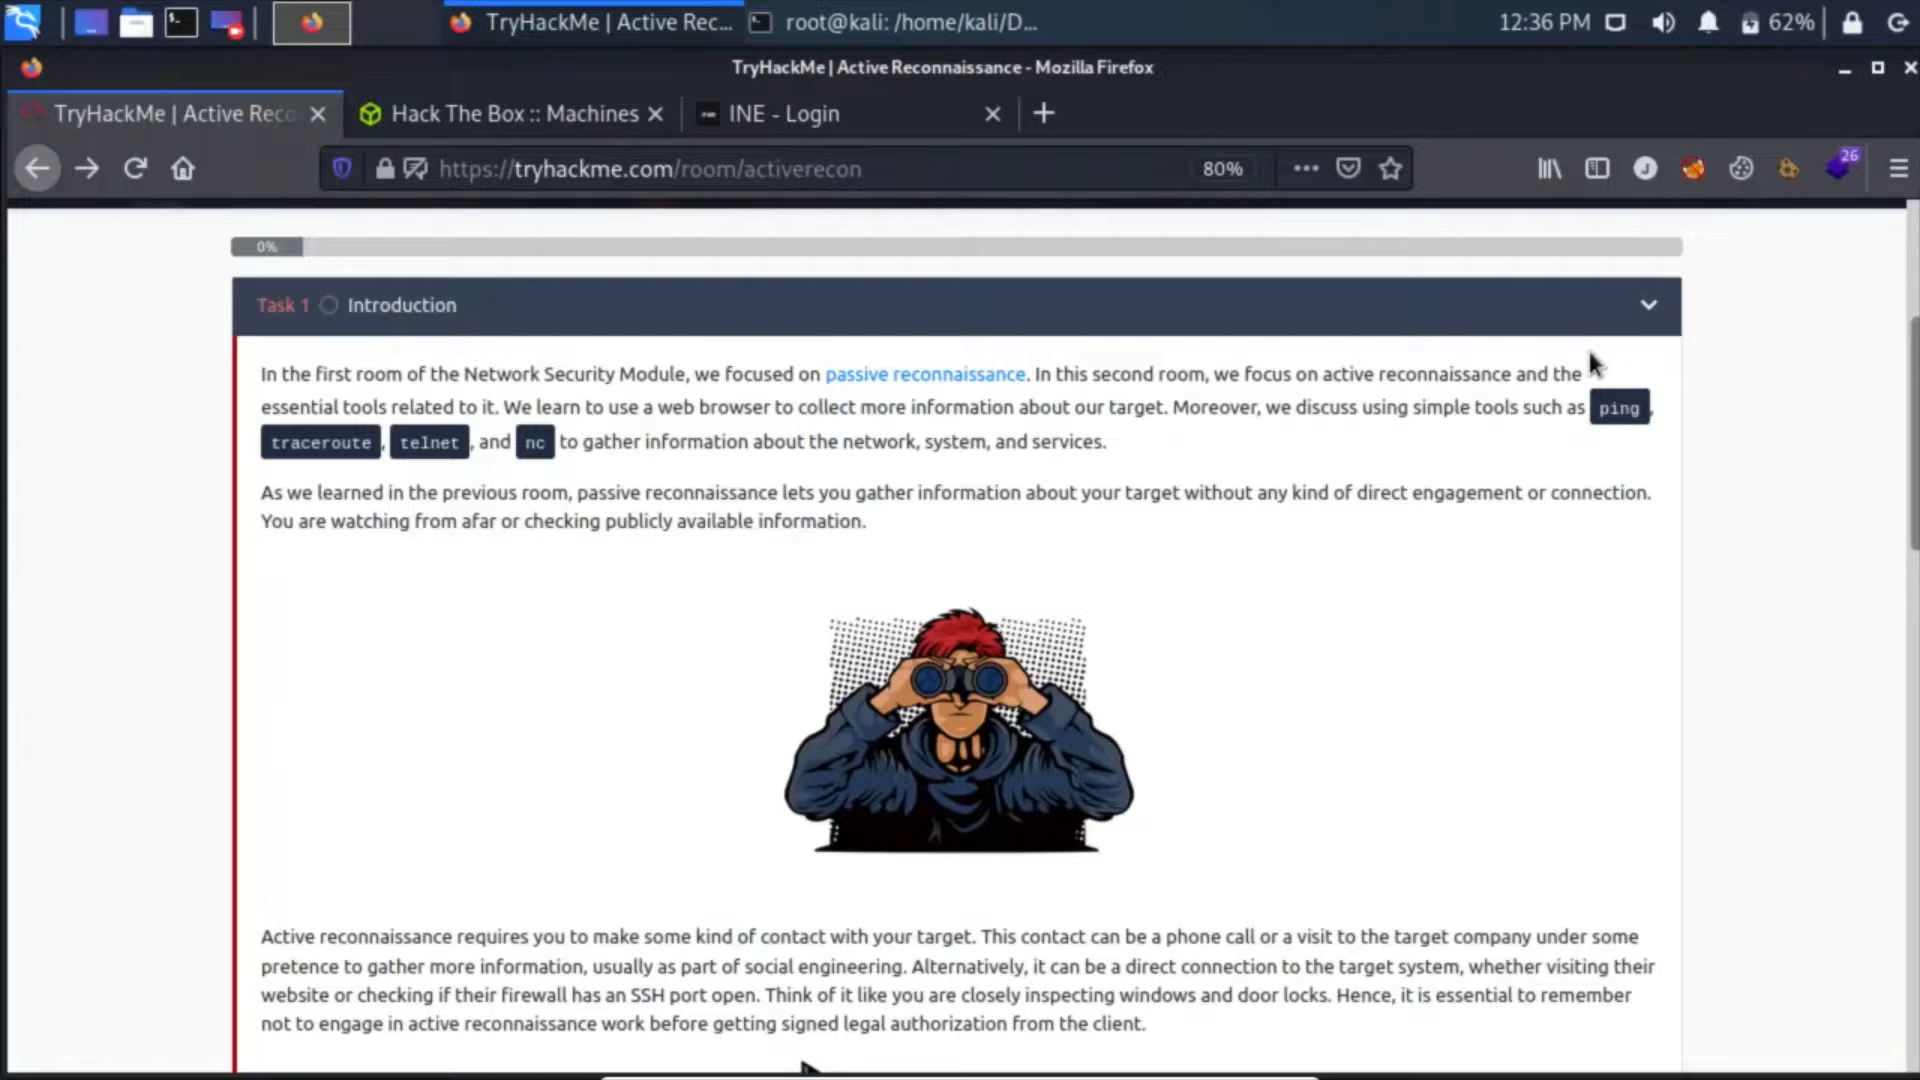 TryHackMe | Active Rec...
root@kali: /home/kali/D...
12:36 PM
62%
TryHackMe | Active Reconnaissance - Mozilla Firefox
TryHackMe | Active Reco
Hack The Box :: Machines
INE - Login
https://tryhackme.com/room/activerecon
80%
26
0%
Task 1 Introduction
In the first room of the Network Security Module, we focused on passive reconnaissance. In this second room, we focus on active reconnaissance and the
essential tools related to it. We learn to use a web browser to collect more information about our target. Moreover, we discuss using simple tools such as ping,
traceroute, telnet, and nc to gather information about the network, system, and services.
As we learned in the previous room, passive reconnaissance lets you gather information about your target without any kind of direct engagement or connection.
You are watching from afar or checking publicly available information.
Active reconnaissance requires you to make some kind of contact with your target. This contact can be a phone call or a visit to the target company under some
pretence to gather more information, usually as part of social engineering. Alternatively, it can be a direct connection to the target system, whether visiting their
website or checking if their firewall has an SSH port open. Think of it like you are closely inspecting windows and door locks. Hence, it is essential to remember
not to engage in active reconnaissance work before getting signed legal authorization from the client.